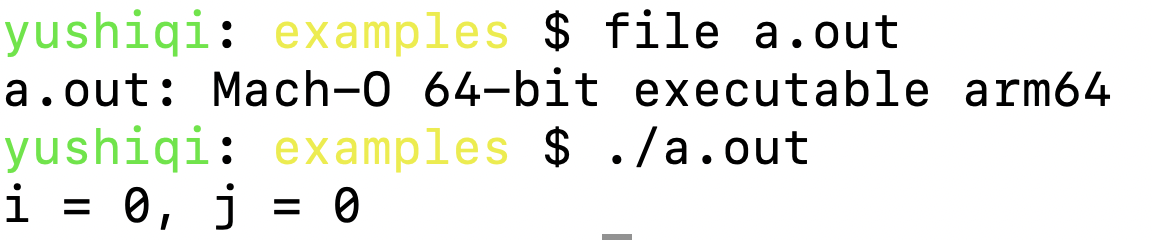 yushiqi: examples $ file a.out
a.out: Mach-O 64-bit executable arm64
yushiqi: examples $ ./a.out
i = 0, j = 0